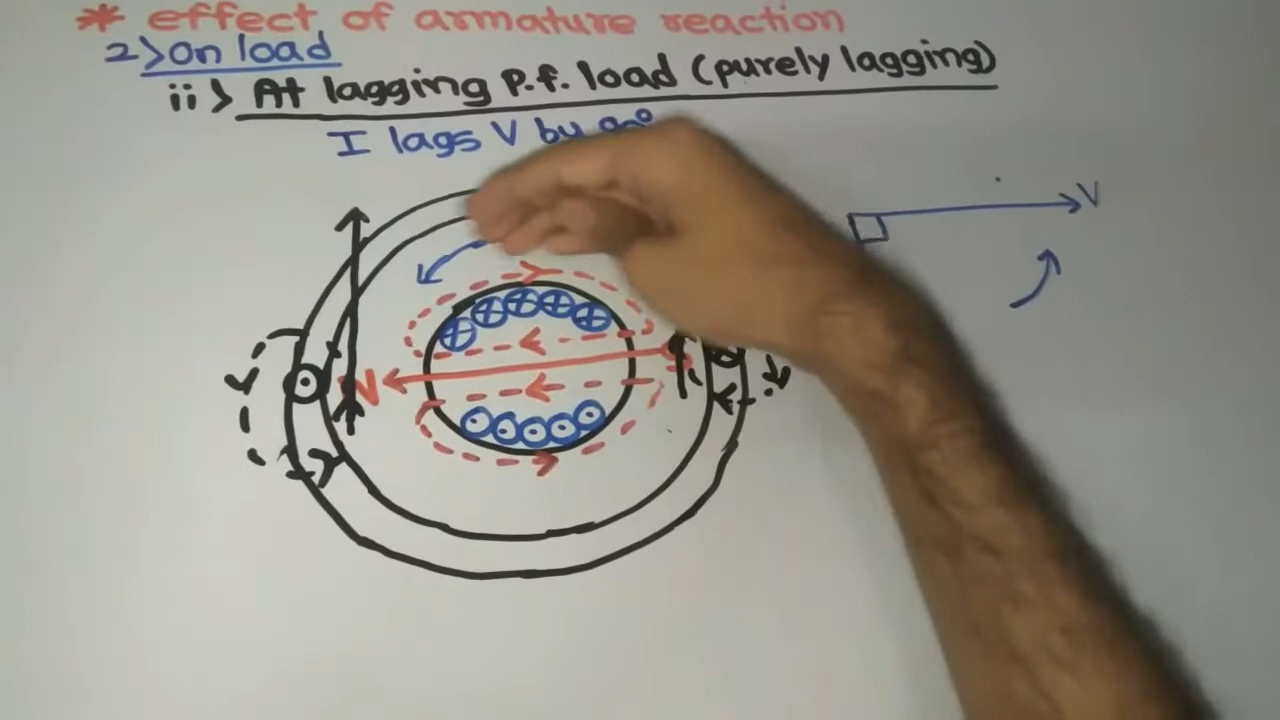 * effect of armature reaction
2> On load
ii> At lagging P.f. load (purely lagging)
I lags V by
V
N